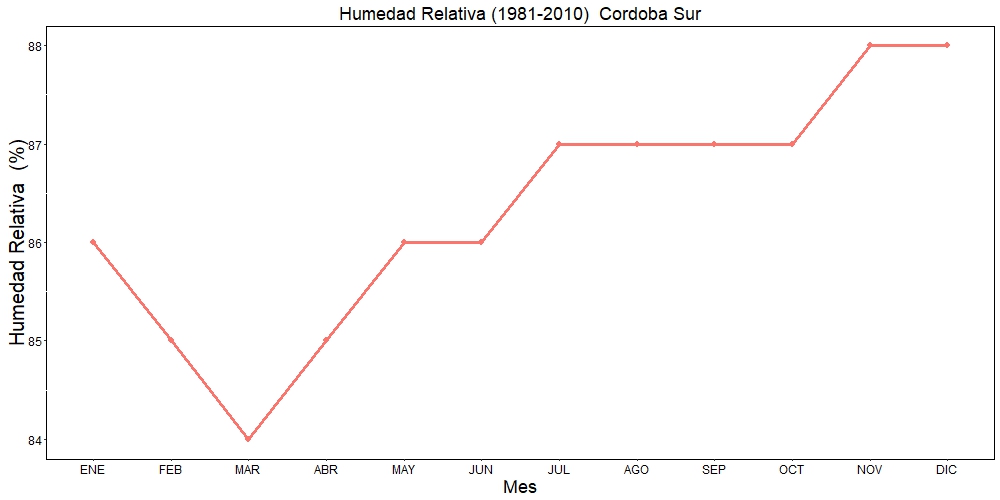 Humedad Relativa (1981-2010)  Cordoba Sur
Humedad Relativa  (%)
88
87
86
85
84
ENE FEB MAR ABR MAY JUN JUL AGO SEP OCT NOV DIC
Mes